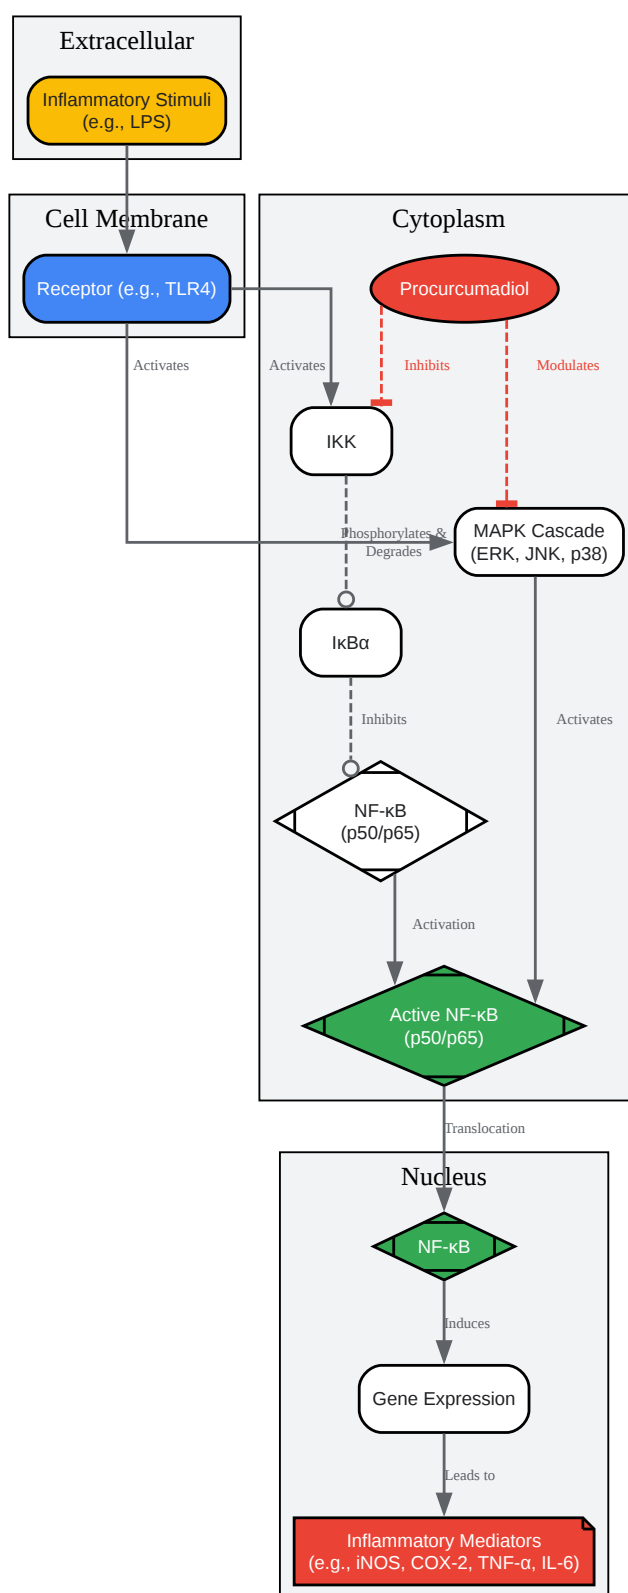 Extracellular
Inflammatory Stimuli
(e.g., LPS)
Cell Membrane
Receptor (e.g., TLR4)
Cytoplasm
Procurcumadiol
Activates
Activates
Inhibits
Modulates
IKK
MAPK Cascade
(ERK, JNK, p38)
Phosphorylates &
Degrades
IκBα
Inhibits
Activates
NF-κB
(p50/p65)
Activation
Active NF-κB
(p50/p65)
Translocation
Nucleus
NF-κB
Induces
Gene Expression
Leads to
Inflammatory Mediators
(e.g., iNOS, COX-2, TNF-α, IL-6)